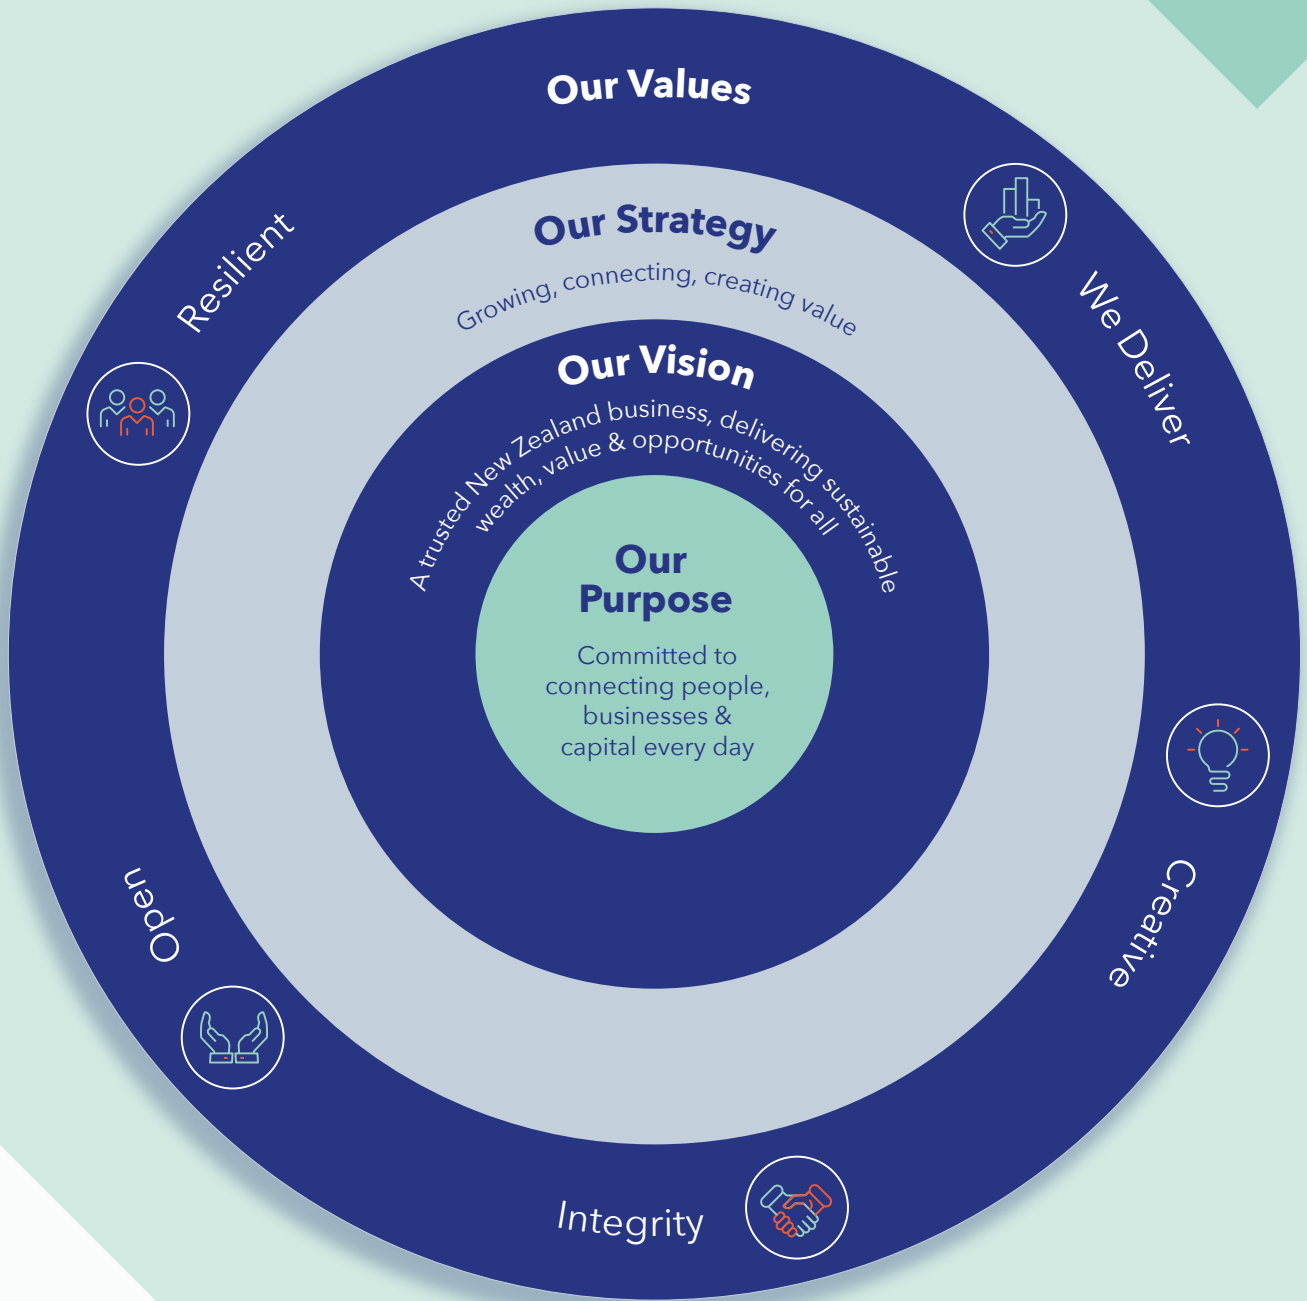 Our Values
We Deliver
Creative
Integrity
Open
Resilient
Our Strategy
Growing, connecting, creating value
Our Vision
A trusted New Zealand business, delivering sustainable
wealth, value & opportunities for all
Our
Purpose
Committed to
connecting people,
businesses &
capital every day